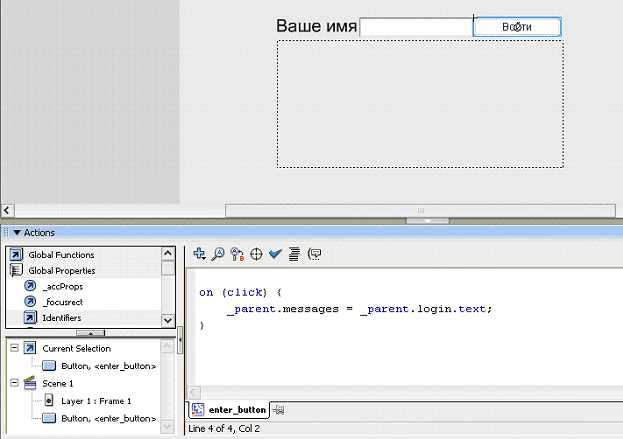 Ваше имя
Войти
Actions
Global Functions
Global Properties
_accProps
_focusrect
Identifiers
on (click) {
_parent.messages = _parent.login.text;
}
Current Selection
Button, <enter_button>
Scene 1
Layer 1 : Frame 1
Button, <enter_button>
enter_button
Line 4 of 4, Col 2